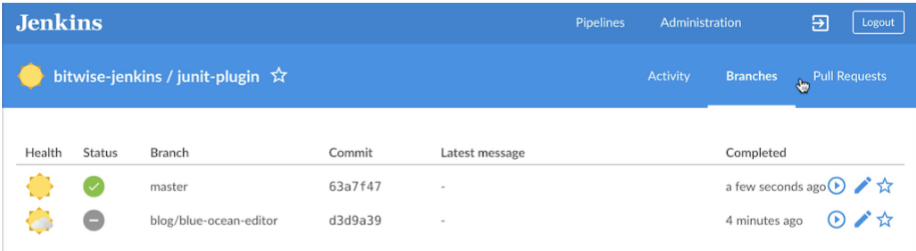 Jenkins Pipelines Administration Logout
bitwise-jenkins / junit-plugin Activity Branches Pull Requests
Health Status Branch Commit Latest message Completed
master 63a7f47 - a few seconds ago
blog/blue-ocean-editor d3d9a39 - 4 minutes ago